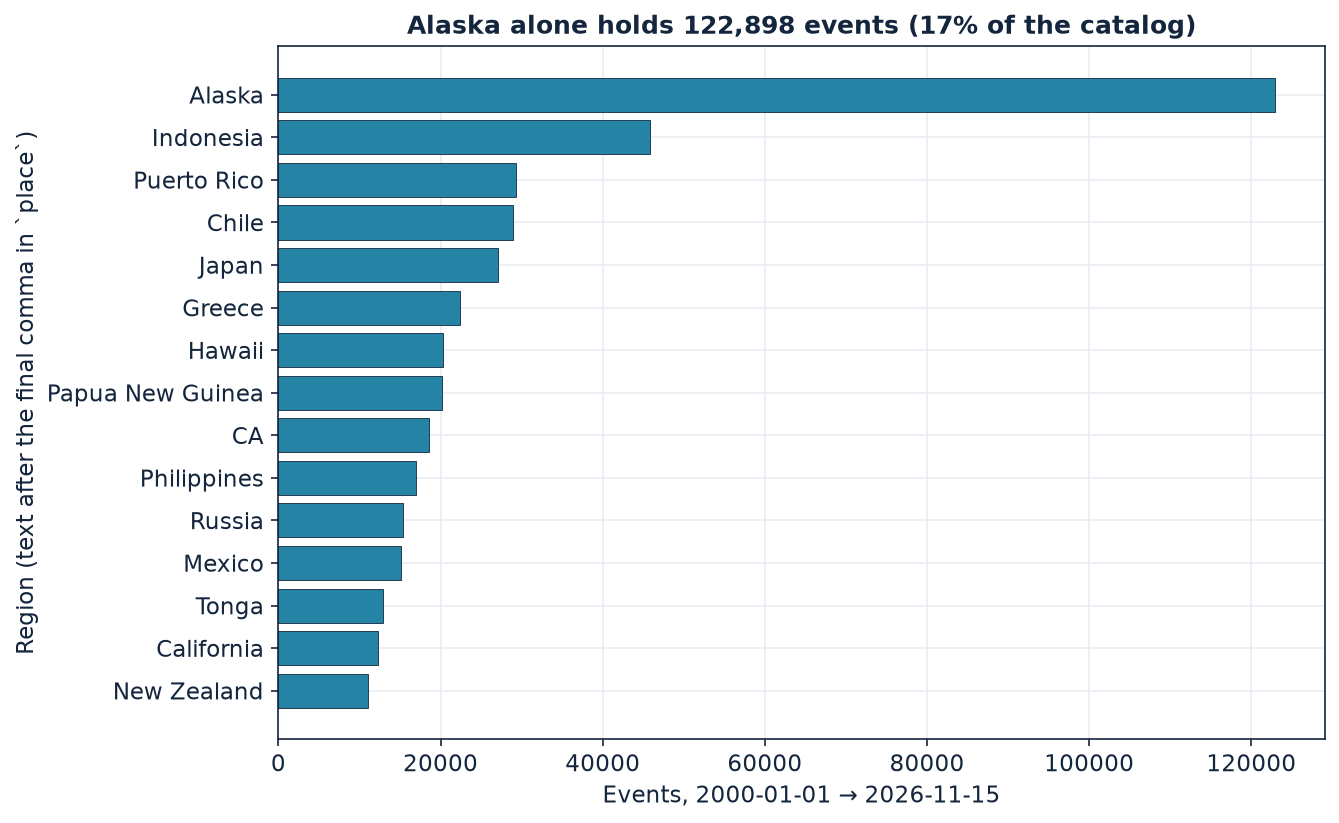 Alaska alone holds 122,898 events (17% of the catalog)
Region (text after the final comma in `place`)
Alaska
Indonesia
Puerto Rico
Chile
Japan
Greece
Hawaii
Papua New Guinea
CA
Philippines
Russia
Mexico
Tonga
California
New Zealand
0 20000 40000 60000 80000 100000 120000
Events, 2000-01-01 → 2026-11-15